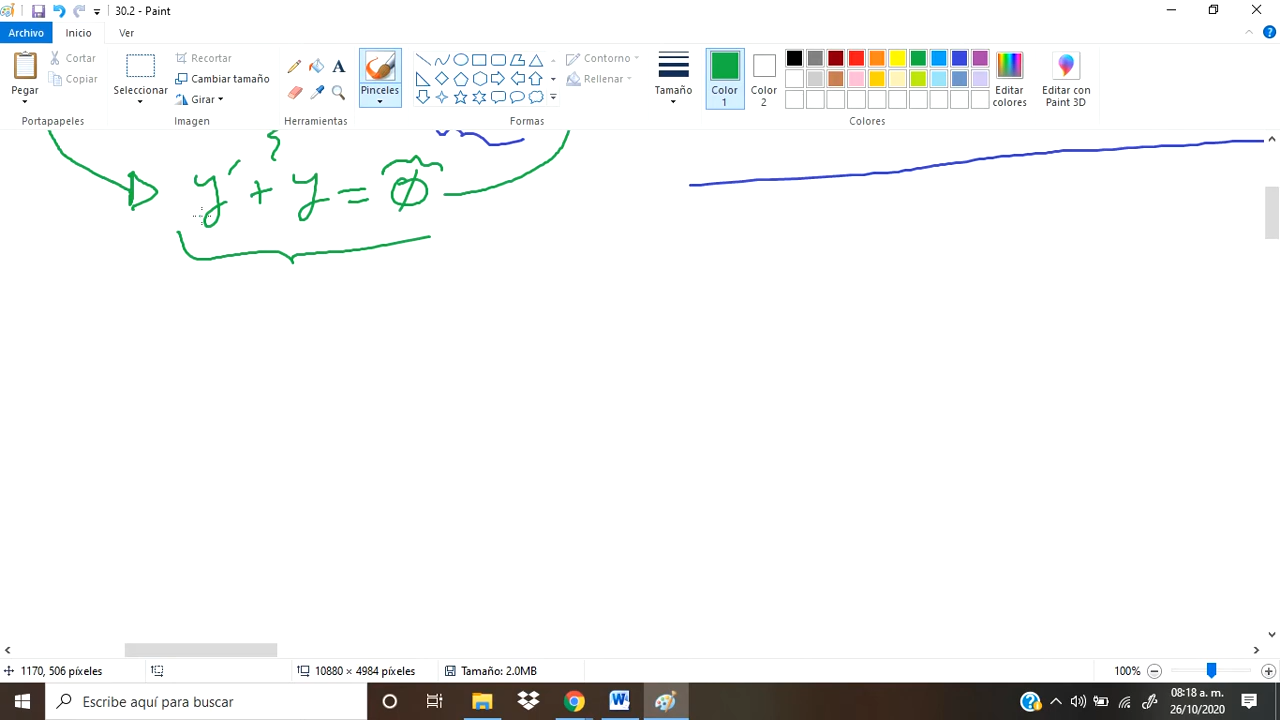 30.2 - Paint
Archivo Inicio Ver
Pegar
Cortar
Copiar
Portapapeles
Seleccionar
Recortar
Cambiar tamaño
Girar
Imagen
A
Herramientas
Pinceles
Contorno
Rellenar
Formas
Tamaño
Color 1
Color 2
Editar colores
Editar con Paint 3D
Colores
y′ + y = ∅
1170, 506 píxeles
10880 × 4984 píxeles
Tamaño: 2.0MB
100%
Escribe aquí para buscar
W
08:18 a. m.
26/10/2020